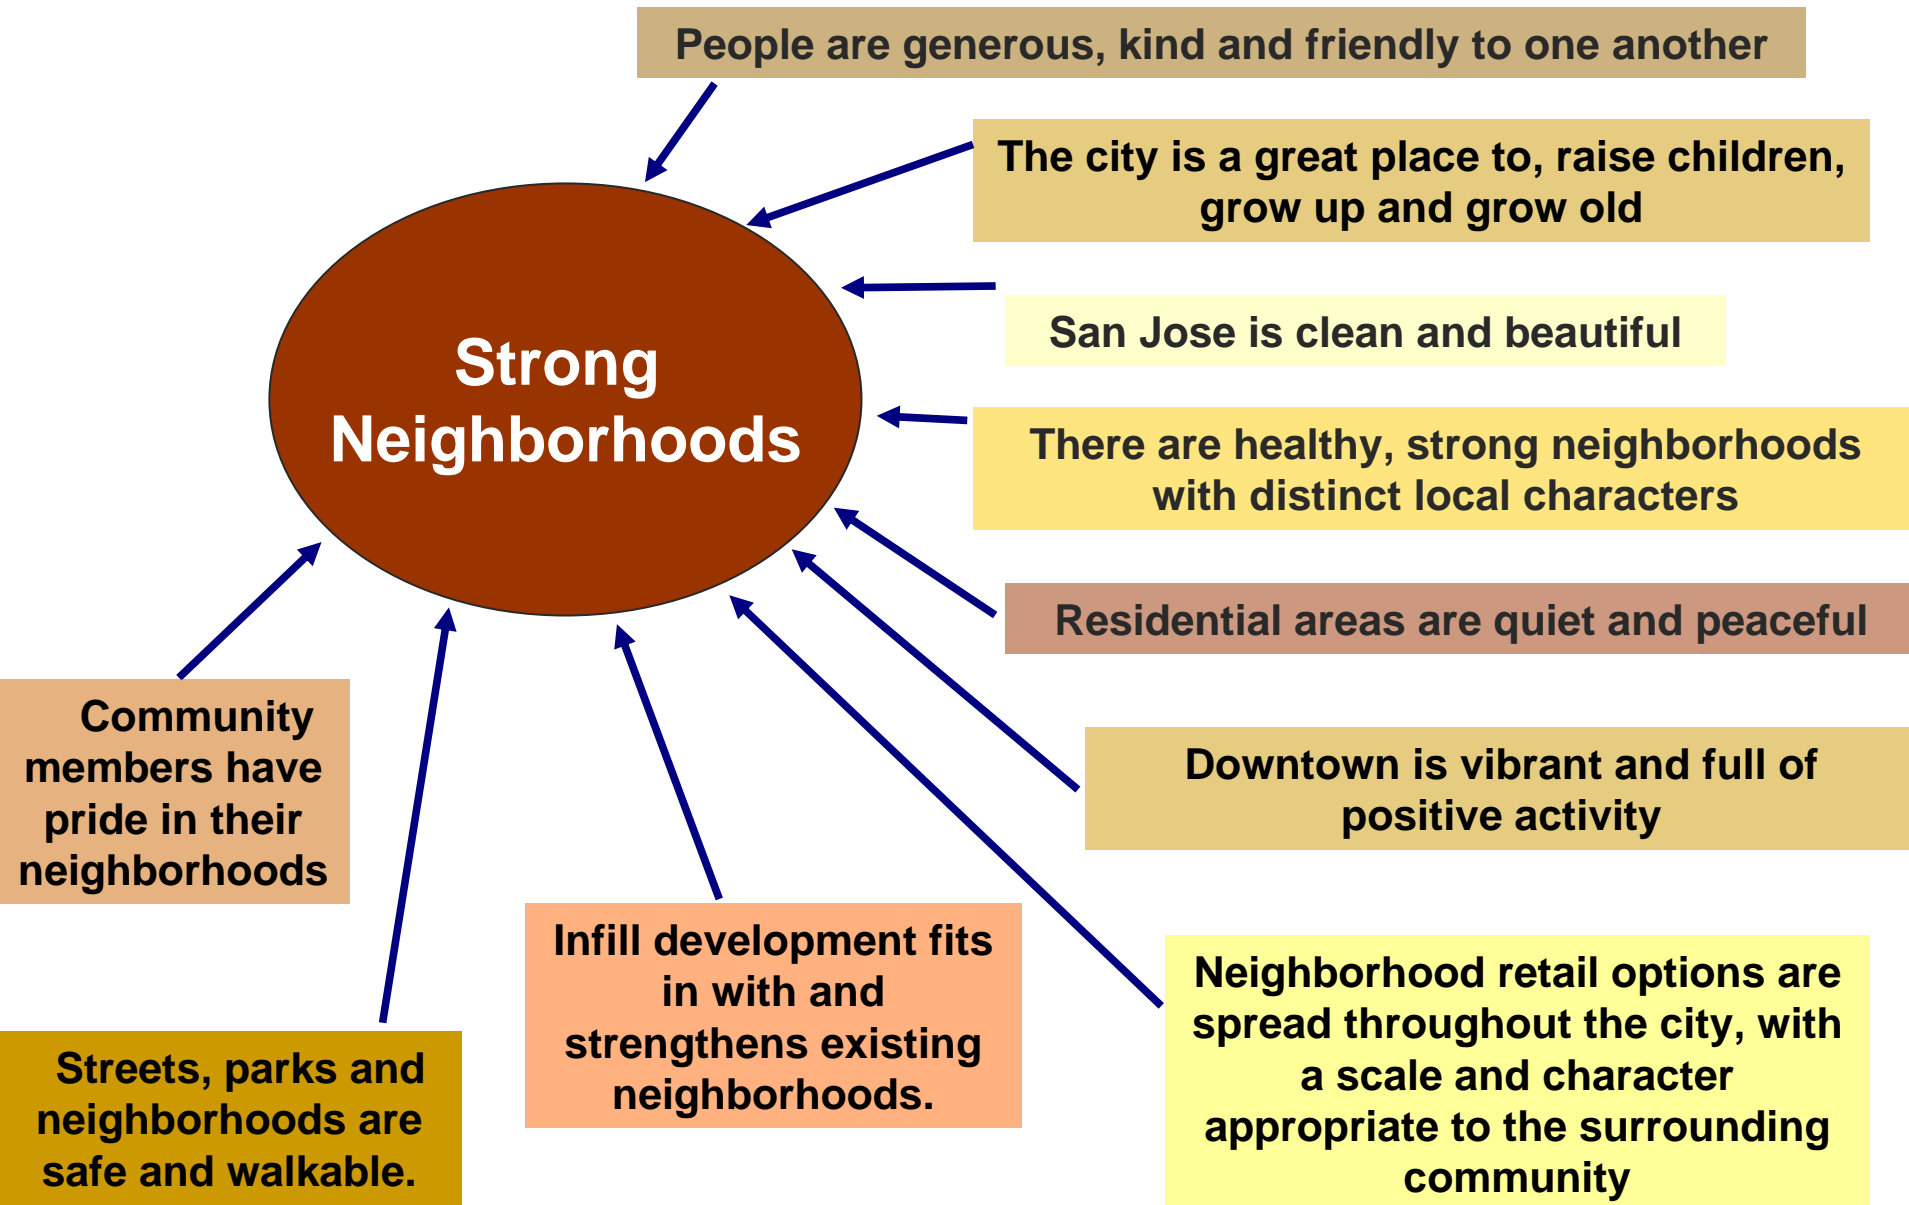 People are generous, kind and friendly to one another
The city is a great place to, raise children,
grow up and grow old
San Jose is clean and beautiful
Strong
Neighborhoods
There are healthy, strong neighborhoods
with distinct local characters
Residential areas are quiet and peaceful
Community
members have
pride in their
neighborhoods
Downtown is vibrant and full of
positive activity
Infill development fits
in with and
strengthens existing
neighborhoods.
Neighborhood retail options are
spread throughout the city, with
a scale and character
appropriate to the surrounding
community
Streets, parks and
neighborhoods are
safe and walkable.